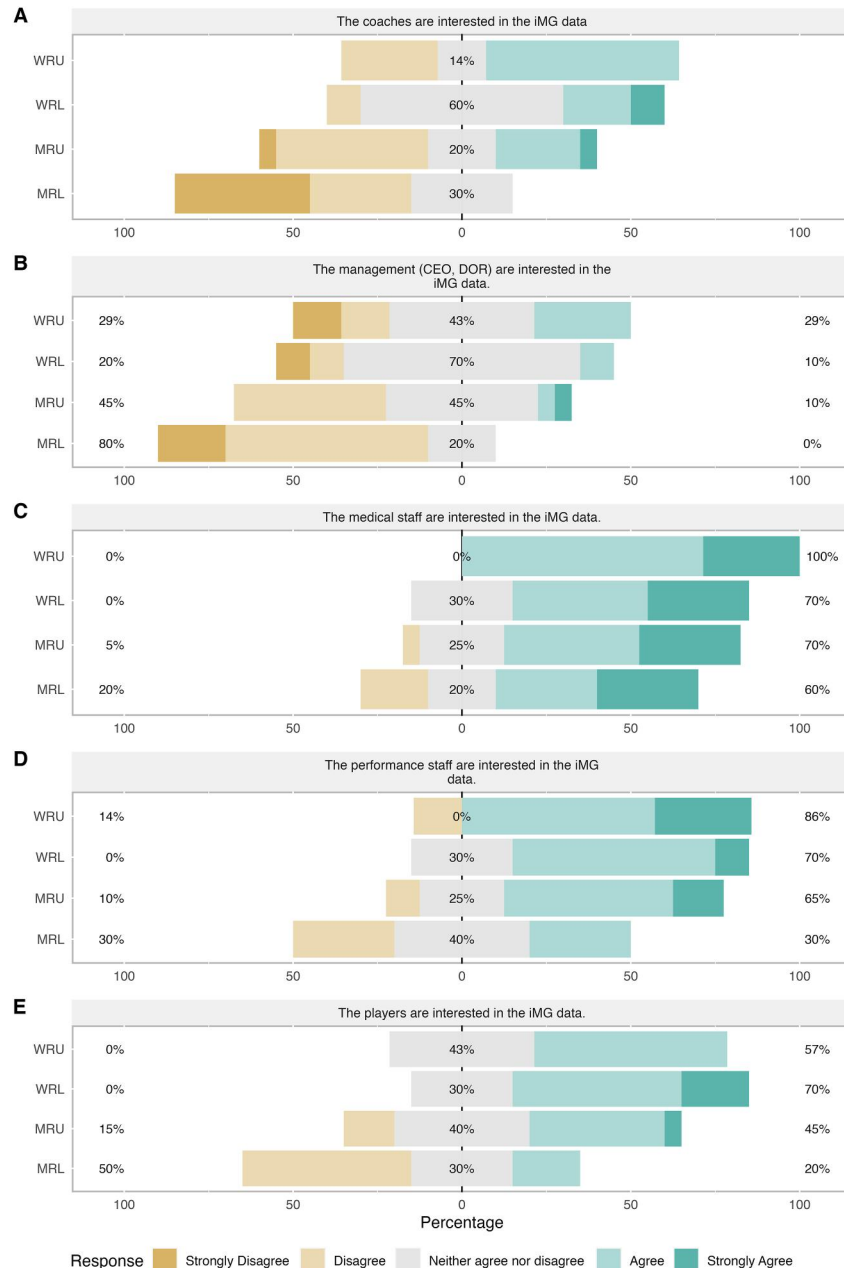 A
The coaches are interested in the iMG data
WRU 14%
WRL 60%
MRU 20%
MRL 30%
100 50 0 50 100
B
The management (CEO, DOR) are interested in the
iMG data.
WRU 29% 43% 29%
WRL 20% 70% 10%
MRU 45% 45% 10%
MRL 80% 20% 0%
100 50 0 50 100
C
The medical staff are interested in the iMG data.
WRU 0% 0% 100%
WRL 0% 30% 70%
MRU 5% 25% 70%
MRL 20% 20% 60%
100 50 0 50 100
D
The performance staff are interested in the iMG
data.
WRU 14% 0% 86%
WRL 0% 30% 70%
MRU 10% 25% 65%
MRL 30% 40% 30%
100 50 0 50 100
E
The players are interested in the iMG data.
WRU 0% 43% 57%
WRL 0% 30% 70%
MRU 15% 40% 45%
MRL 50% 30% 20%
100 50 0 50 100
Percentage
Response Strongly Disagree Disagree Neither agree nor disagree Agree Strongly Agree